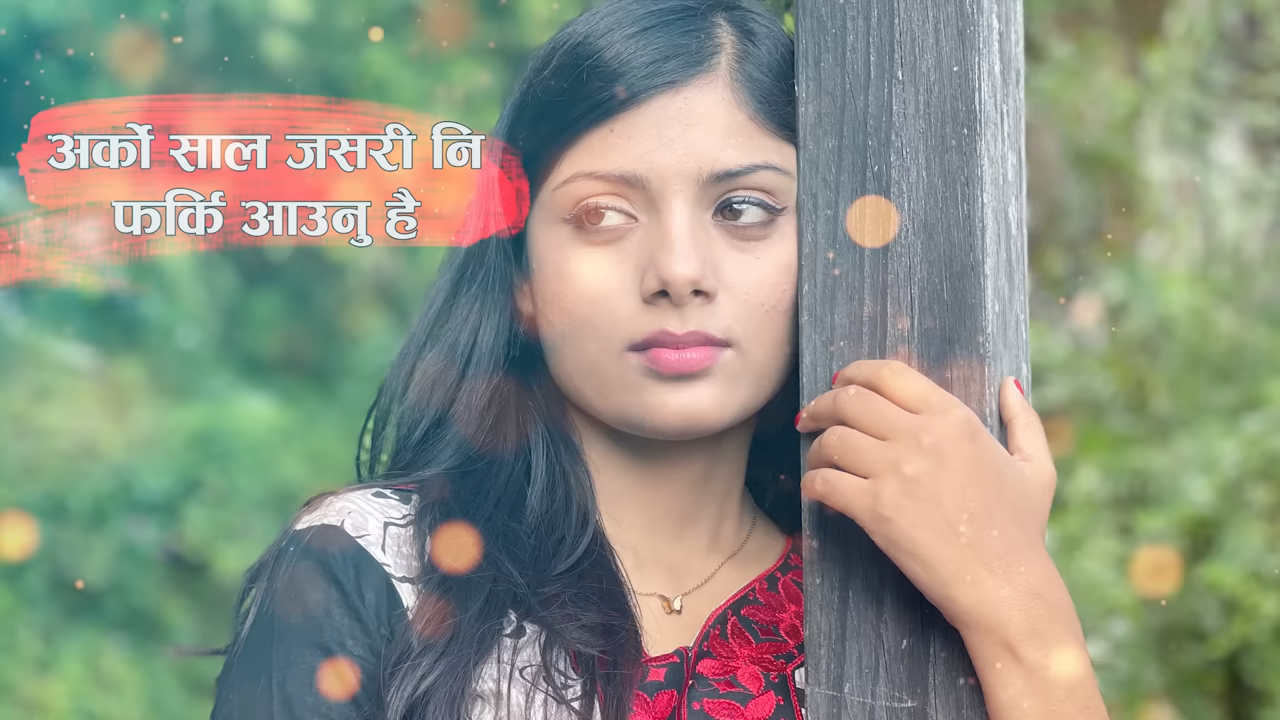 अर्को साल जसरी नि
फर्कि आउनु है